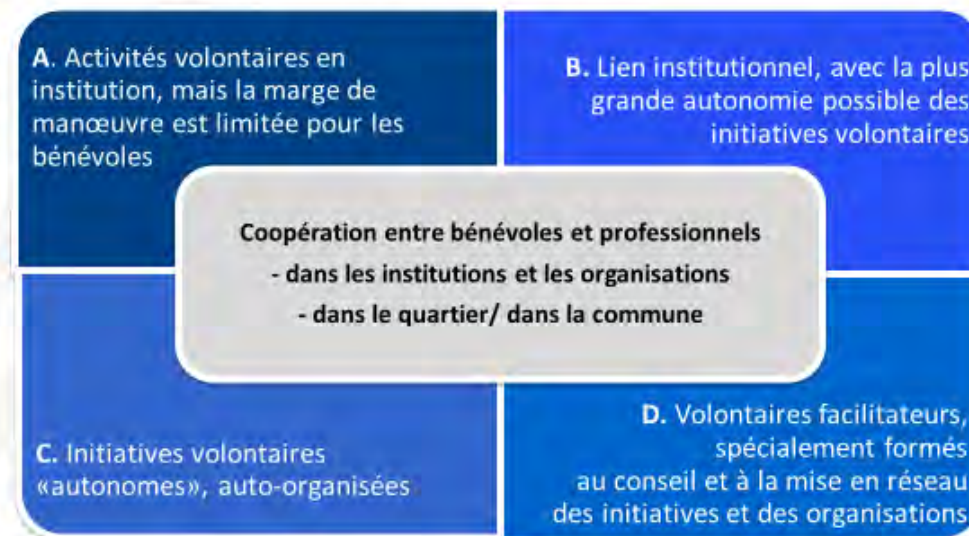 A. Activités volontaires en
institution, mais la marge de
manœuvre est limitée pour les
bénévoles
B. Lien institutionnel, avec la plus
grande autonomie possible des
initiatives volontaires
Coopération entre bénévoles et professionnels
- dans les institutions et les organisations
- dans le quartier/ dans la commune
C. Initiatives volontaires
«autonomes», auto-organisées
D. Volontaires facilitateurs,
spécialement formés
au conseil et à la mise en réseau
des initiatives et des organisations